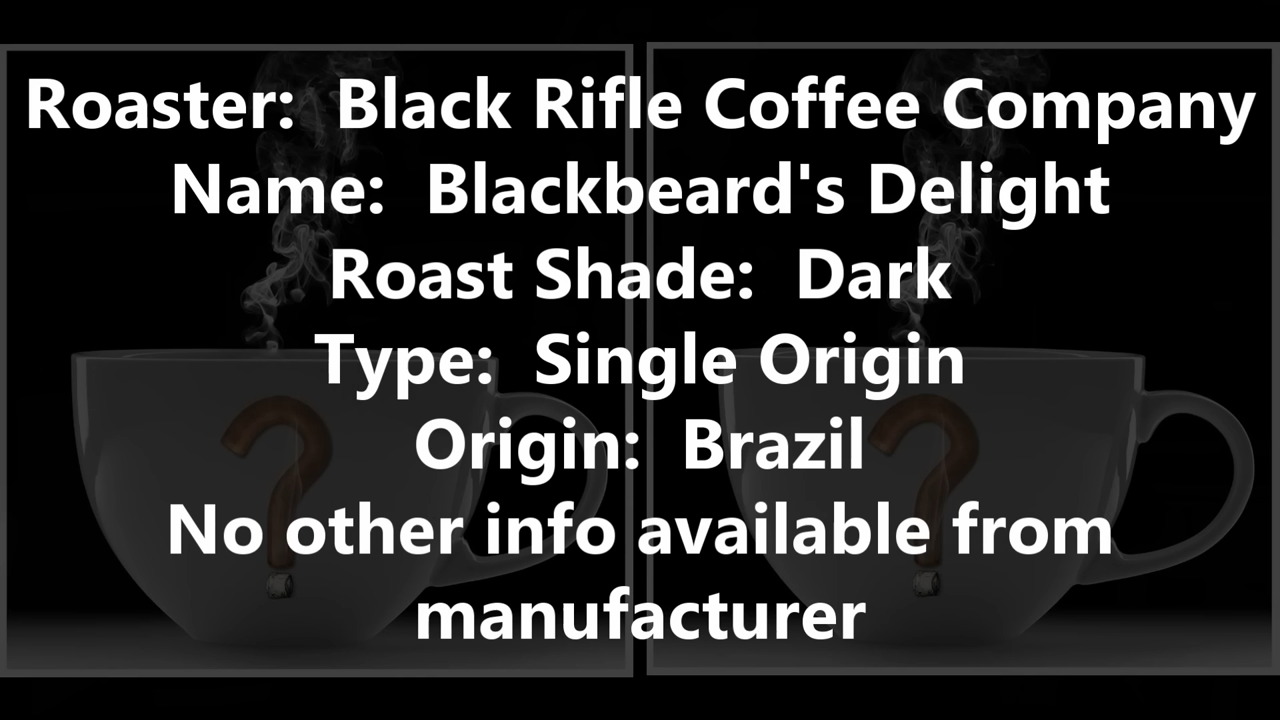 Roaster:  Black Rifle Coffee Company
Name:  Blackbeard's Delight
Roast Shade:  Dark
Type:  Single Origin
Origin:  Brazil
No other info available from
manufacturer